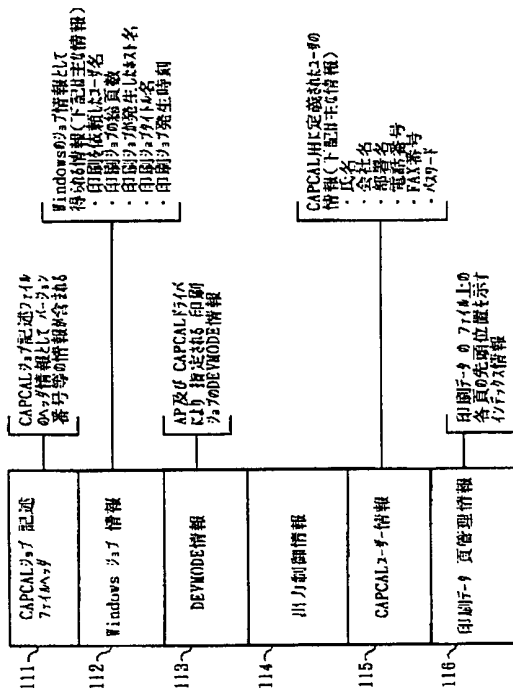 111
CAPCALジョブ記述
ファイルヘッダ
CAPCALジョブ記述ファイル
のヘッダ情報としてバージョン
番号等の情報が含まれる
112
Windows ジョブ 情報
Windowsのジョブ情報として
得られる情報(下記は主な情報)
・印刷を依頼したユーザ名
・印刷ジョブの総頁数
・印刷ジョブが発生したホスト名
・印刷ジョブタイトル名
・印刷ジョブ発生時刻
113
DEVMODE情報
AP及び CAPCALドライバ
により 指定される 印刷
ジョブのDEVMODE情報
114
出力制御情報
115
CAPCALユーザー情報
CAPCAL用に定義されたユーザの
情報(下記は主な情報)
・氏名
・会社名
・部署名
・電話番号
・FAX番号
・パスワード
116
印刷データ 頁管理情報
印刷データ の ファイル上の
各頁の先頭位置を示す
インデックス情報